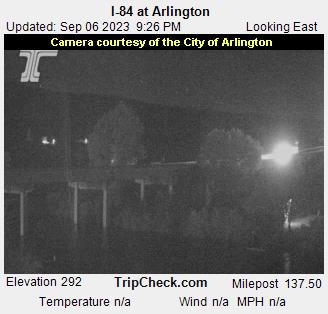 I-84 at Arlington
Updated: Sep 06 2023 9:26 PM Looking East
Camera courtesy of the City of Arlington
Elevation 292 TripCheck.com Milepost 137.50
Temperature n/a Wind n/a MPH n/a